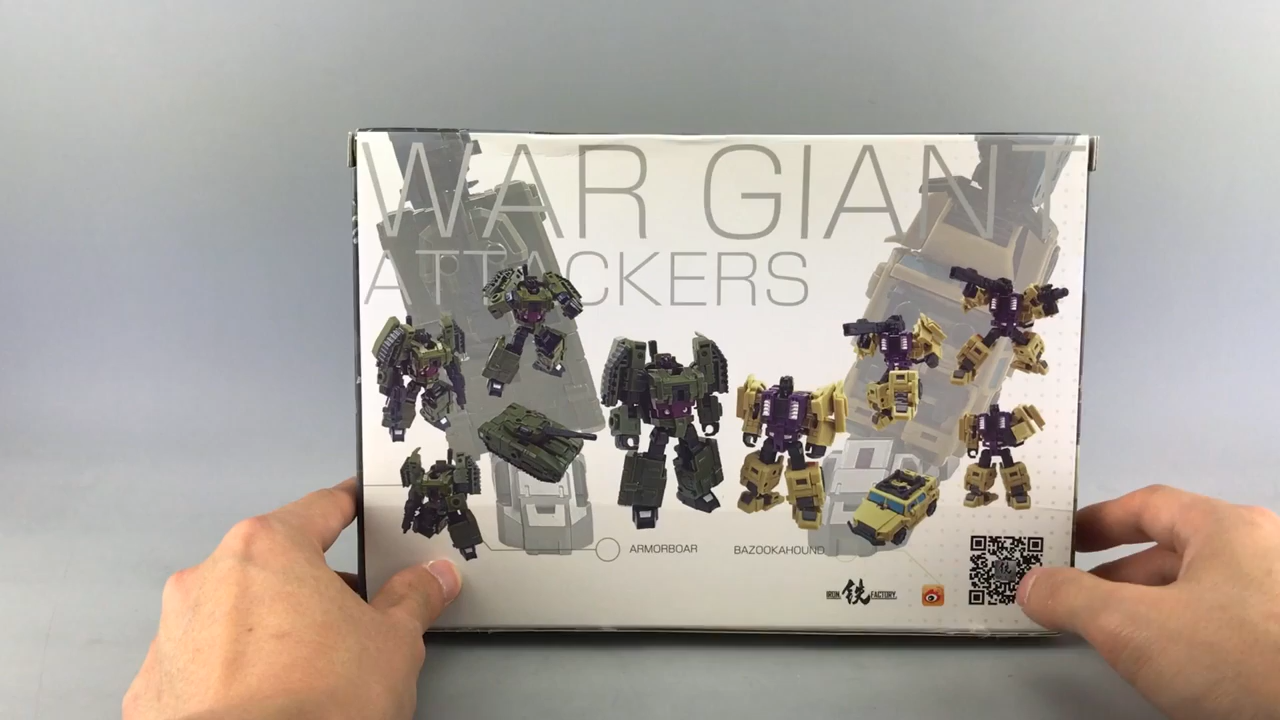 WAR GIANT
ATTACKERS
ARMORBOAR
BAZOOKAHOUND
IRON 铁 FACTORY